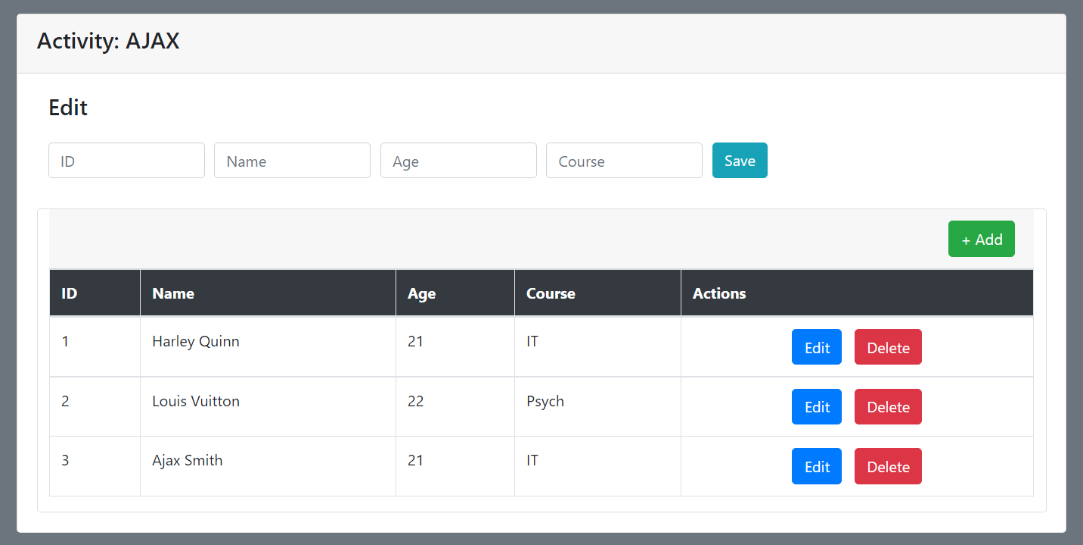 Activity: AJAX
Edit
ID Name Age Course Save
+ Add
ID Name Age Course Actions
1 Harley Quinn 21 IT Edit Delete
2 Louis Vuitton 22 Psych Edit Delete
3 Ajax Smith 21 IT Edit Delete